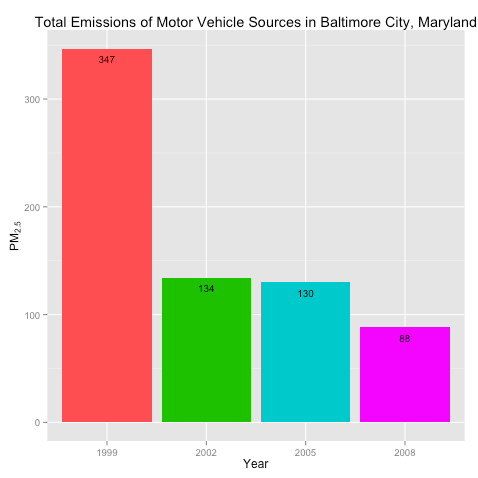 Total Emissions of Motor Vehicle Sources in Baltimore City, Maryland
347
300
200
134
130
100
88
0
PM2.5
1999 2002 2005 2008
Year